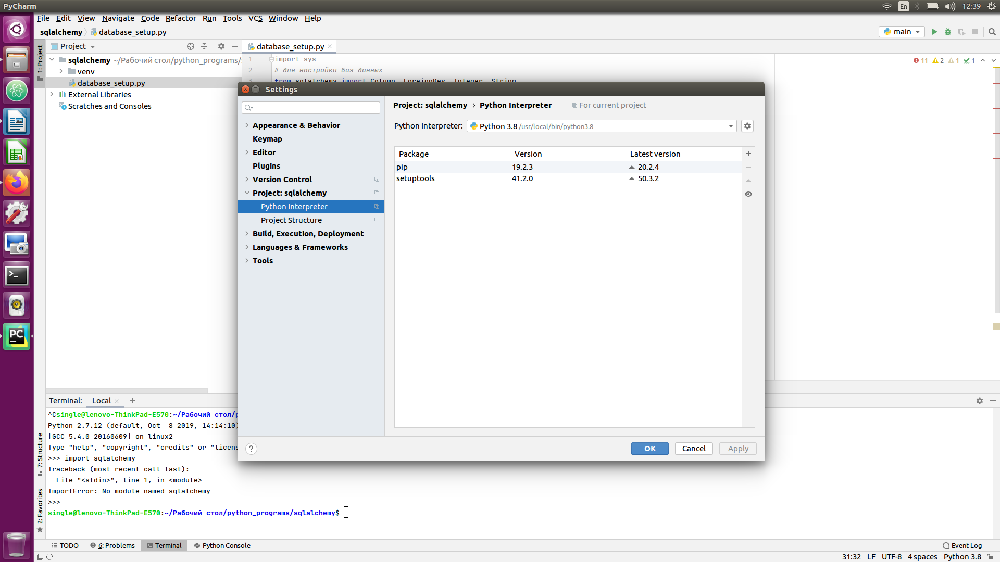 PyCharm
En
12:39
File Edit View Navigate Code Refactor Run Tools VCS Window Help
sqlalchemy database_setup.py
main
1: Project
Project
database_setup.py
sqlalchemy ~/Рабочий стол/python_programs/
venv
database_setup.py
External Libraries
Scratches and Consoles
1 import sys
2 # для настройки баз данных
3 from sqlalchemy import Column, ForeignKey, Integer, String
11 2 1 1
Settings
Appearance & Behavior
Keymap
Editor
Plugins
Version Control
Project: sqlalchemy
Python Interpreter
Project Structure
Build, Execution, Deployment
Languages & Frameworks
Tools
Project: sqlalchemy › Python Interpreter For current project
Python Interpreter: Python 3.8 /usr/local/bin/python3.8
Package Version Latest version
pip 19.2.3 20.2.4
setuptools 41.2.0 50.3.2
? OK Cancel Apply
PC
Terminal: Local
^Csingle@lenovo-ThinkPad-E570:~/Рабочий стол/p
Python 2.7.12 (default, Oct 8 2019, 14:14:10)
[GCC 5.4.0 20160609] on linux2
Type "help", "copyright", "credits" or "licens
>>> import sqlalchemy
Traceback (most recent call last):
File "<stdin>", line 1, in <module>
ImportError: No module named sqlalchemy
>>>
single@lenovo-ThinkPad-E570:~/Рабочий стол/python_programs/sqlalchemy$
7: Structure
2: Favorites
TODO 6: Problems Terminal Python Console Event Log
31:32 LF UTF-8 4 spaces Python 3.8